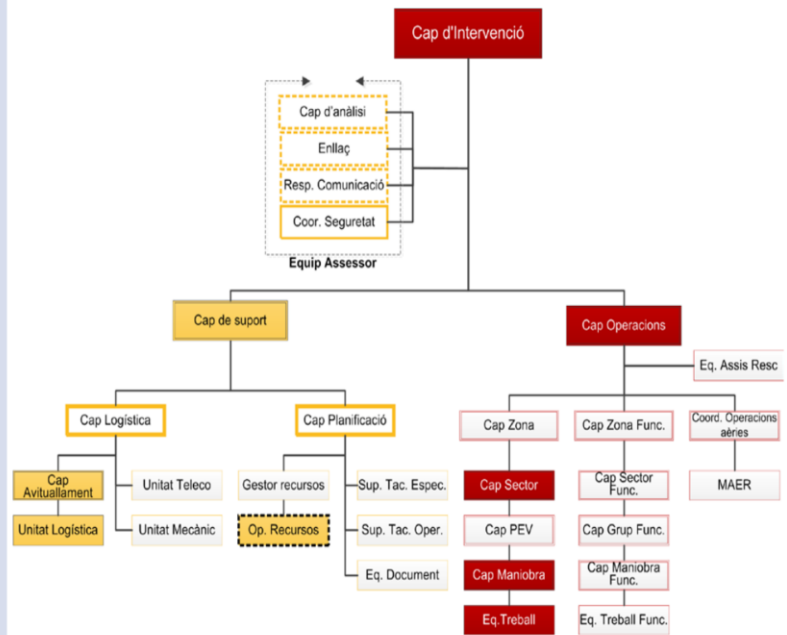 Cap d'Intervenció
Cap d'anàlisi
Enllaç
Resp. Comunicació
Coor. Seguretat
Equip Assessor
Cap de suport
Cap Operacions
Eq. Assis Resc
Cap Logística
Cap Planificació
Cap Zona
Cap Zona Func.
Coord. Operacions
aèries
Cap
Avituallament
Unitat Teleco
Gestor recursos
Sup. Tac. Espec.
Cap Sector
Cap Sector
Func.
MAER
Unitat Logística
Unitat Mecànic
Op. Recursos
Sup. Tac. Oper.
Cap PEV
Cap Grup Func.
Eq. Document
Cap Maniobra
Cap Maniobra
Func.
Eq.Treball
Eq. Treball Func.